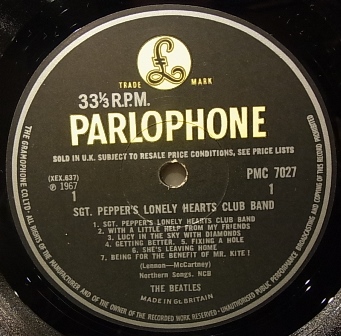 £
TRADE MARK
33⅓ R.P.M.
PARLOPHONE
SOLD IN U.K. SUBJECT TO RESALE PRICE CONDITIONS, SEE PRICE LISTS
(XEX.637)
℗ 1967
1
PMC 7027
1
SGT. PEPPER'S LONELY HEARTS CLUB BAND
1. SGT. PEPPER'S LONELY HEARTS CLUB BAND
2. WITH A LITTLE HELP FROM MY FRIENDS
3. LUCY IN THE SKY WITH DIAMONDS
4. GETTING BETTER. 5. FIXING A HOLE
6. SHE'S LEAVING HOME
7. BEING FOR THE BENEFIT OF MR. KITE !
(Lennon—McCartney)
Northern Songs, NCB
THE BEATLES
MADE IN Gt. BRITAIN
THE GRAMOPHONE CO. LTD. ALL RIGHTS OF THE MANUFACTURER AND OF THE OWNER OF THE RECORDED WORK RESERVED UNAUTHORISED PUBLIC PERFORMANCE BROADCASTING AND COPYING OF THIS RECORD PROHIBITED